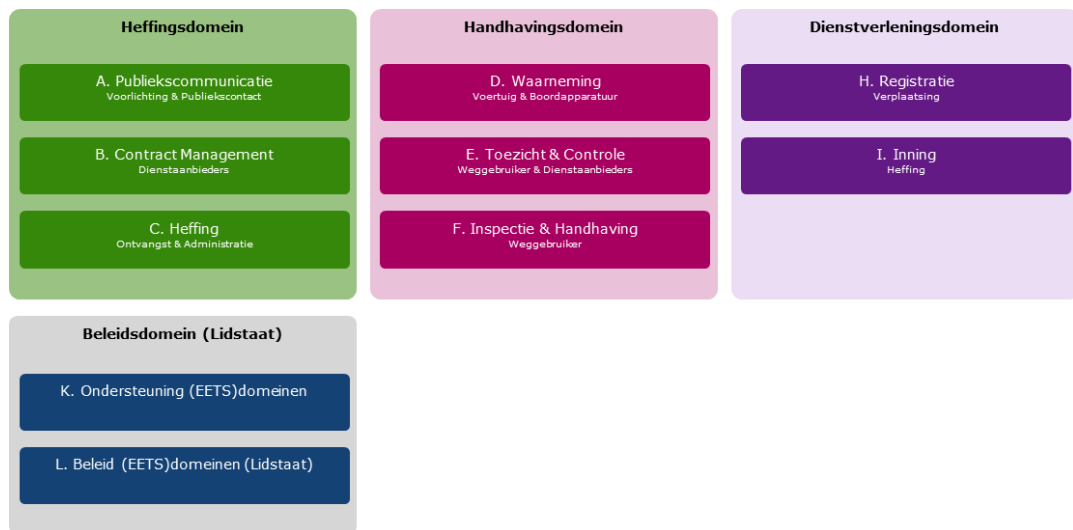 Heffingsdomein
A. Publiekscommunicatie
Voorlichting & Publiekscontact
B. Contract Management
Dienstaanbieders
C. Heffing
Ontvangst & Administratie
Handhavingsdomein
D. Waarneming
Voertuig & Boordapparatuur
E. Toezicht & Controle
Weggebruiker & Dienstaanbieders
F. Inspectie & Handhaving
Weggebruiker
Dienstverleningsdomein
H. Registratie
Verplaatsing
I. Inning
Heffing
Beleidsdomein (Lidstaat)
K. Ondersteuning (EETS)domeinen
L. Beleid (EETS)domeinen (Lidstaat)